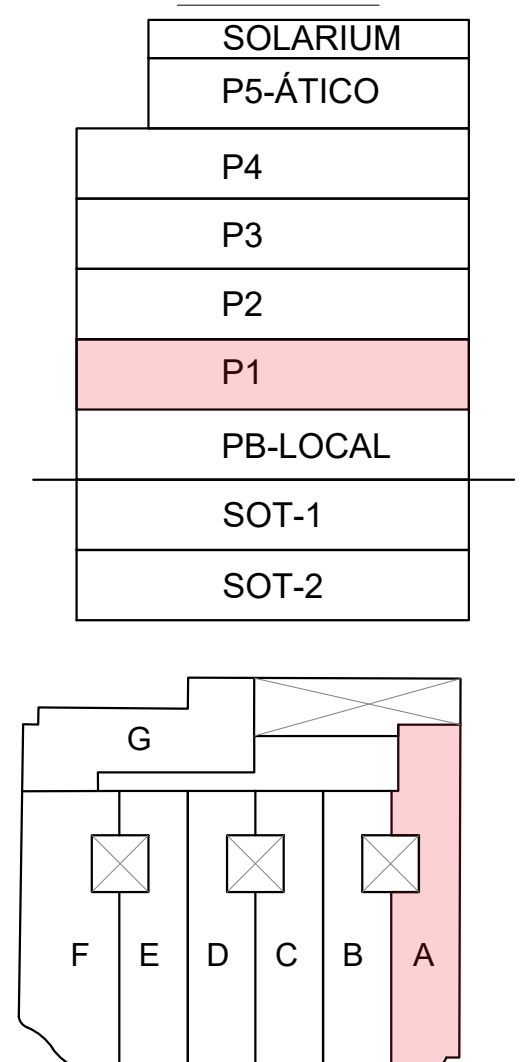 SOLARIUM
P5-ÁTICO
P4
P3
P2
P1
PB-LOCAL
SOT-1
SOT-2
G
F E D C B A